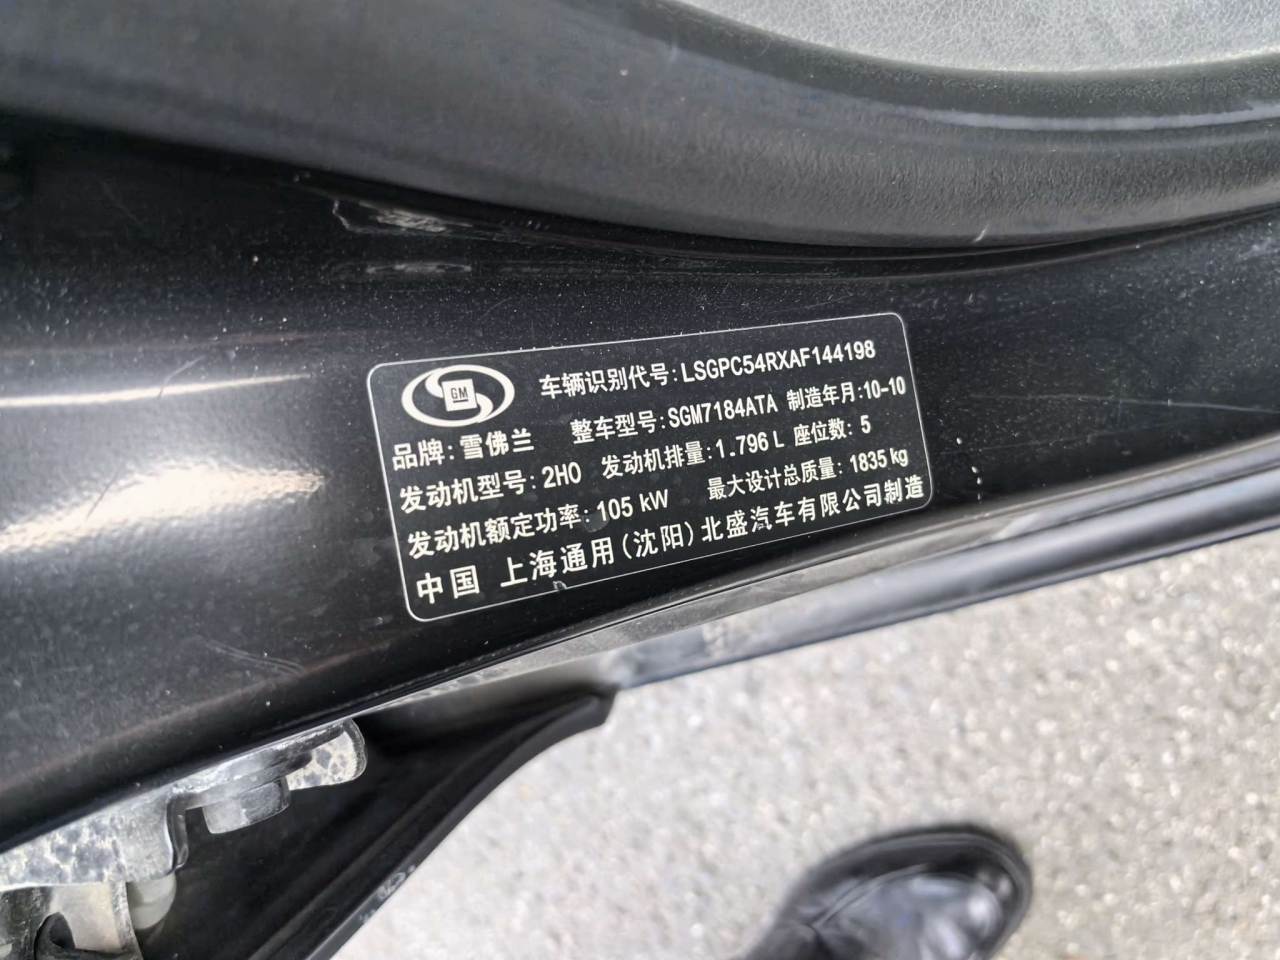 GM
车辆识别代号:LSGPC54RXAF144198
品牌:雪佛兰 整车型号:SGM7184ATA 制造年月:10-10
发动机型号:2H0 发动机排量:1.796 L 座位数: 5
发动机额定功率:105 kW 最大设计总质量: 1835 kg
中国 上海通用(沈阳)北盛汽车有限公司制造